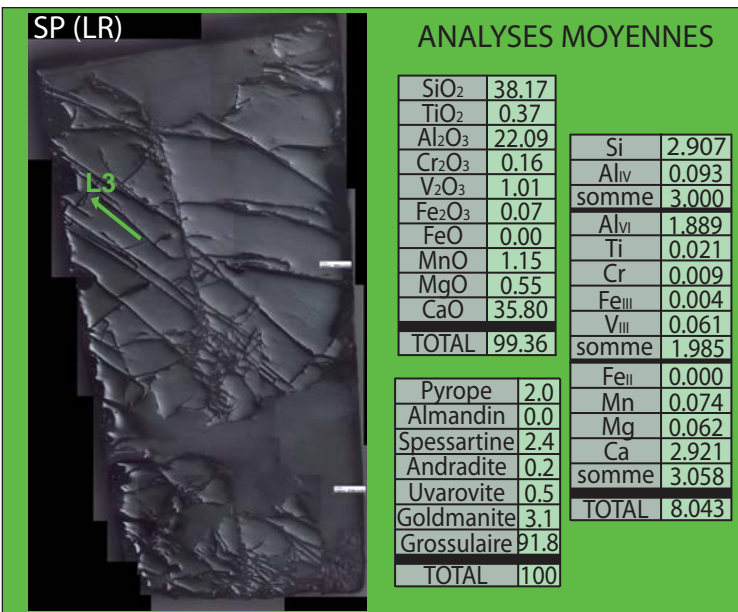 SP (LR)
L3
ANALYSES MOYENNES
SiO2 38.17
TiO2 0.37
Al2O3 22.09
Cr2O3 0.16
V2O3 1.01
Fe2O3 0.07
FeO 0.00
MnO 1.15
MgO 0.55
CaO 35.80
TOTAL 99.36
Pyrope 2.0
Almandin 0.0
Spessartine 2.4
Andradite 0.2
Uvarovite 0.5
Goldmanite 3.1
Grossulaire 91.8
TOTAL 100
Si 2.907
AlIV 0.093
somme 3.000
AlVI 1.889
Ti 0.021
Cr 0.009
FeIII 0.004
VIII 0.061
somme 1.985
FeII 0.000
Mn 0.074
Mg 0.062
Ca 2.921
somme 3.058
TOTAL 8.043